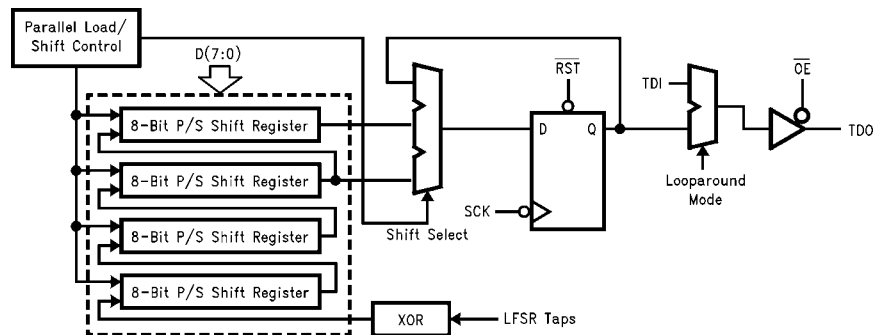 Parallel Load/
Shift Control
D(7:0)
8-Bit P/S Shift Register
8-Bit P/S Shift Register
8-Bit P/S Shift Register
8-Bit P/S Shift Register
Shift Select
XOR
LFSR Taps
RST
D
Q
SCK
TDI
Looparound
Mode
OE
TDO